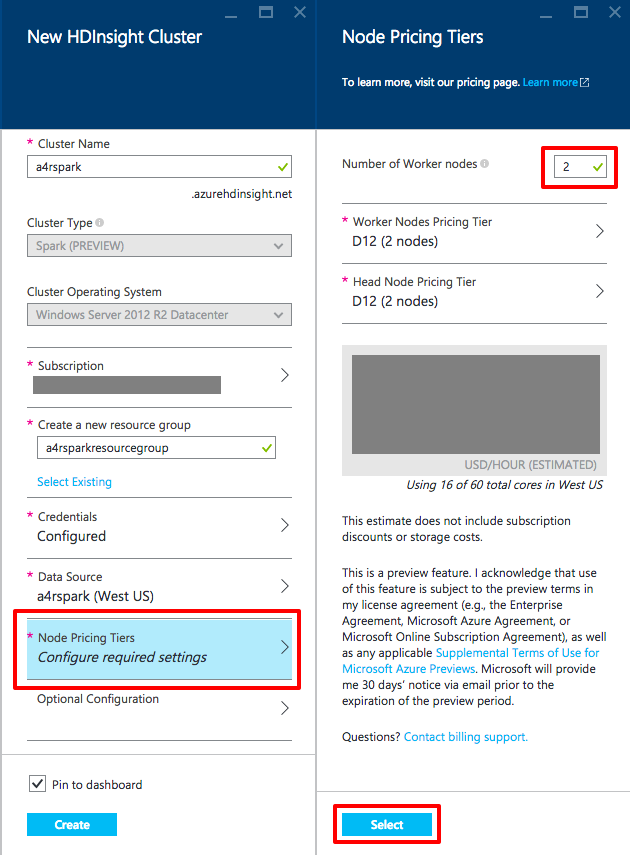 New HDInsight Cluster
* Cluster Name
a4rspark
.azurehdinsight.net
Cluster Type
Spark (PREVIEW)
Cluster Operating System
Windows Server 2012 R2 Datacenter
* Subscription
* Create a new resource group
a4rsparkresourcegroup
Select Existing
* Credentials
Configured
* Data Source
a4rspark (West US)
* Node Pricing Tiers
Configure required settings
Optional Configuration
Pin to dashboard
Create
Node Pricing Tiers
To learn more, visit our pricing page. Learn more
Number of Worker nodes
2
* Worker Nodes Pricing Tier
D12 (2 nodes)
* Head Node Pricing Tier
D12 (2 nodes)
USD/HOUR (ESTIMATED)
Using 16 of 60 total cores in West US
This estimate does not include subscription
discounts or storage costs.
This is a preview feature. I acknowledge that use
of this feature is subject to the preview terms in
my license agreement (e.g., the Enterprise
Agreement, Microsoft Azure Agreement, or
Microsoft Online Subscription Agreement), as well
as any applicable Supplemental Terms of Use for
Microsoft Azure Previews. Microsoft will provide
me 30 days' notice via email prior to the
expiration of the preview period.
Questions? Contact billing support.
Select